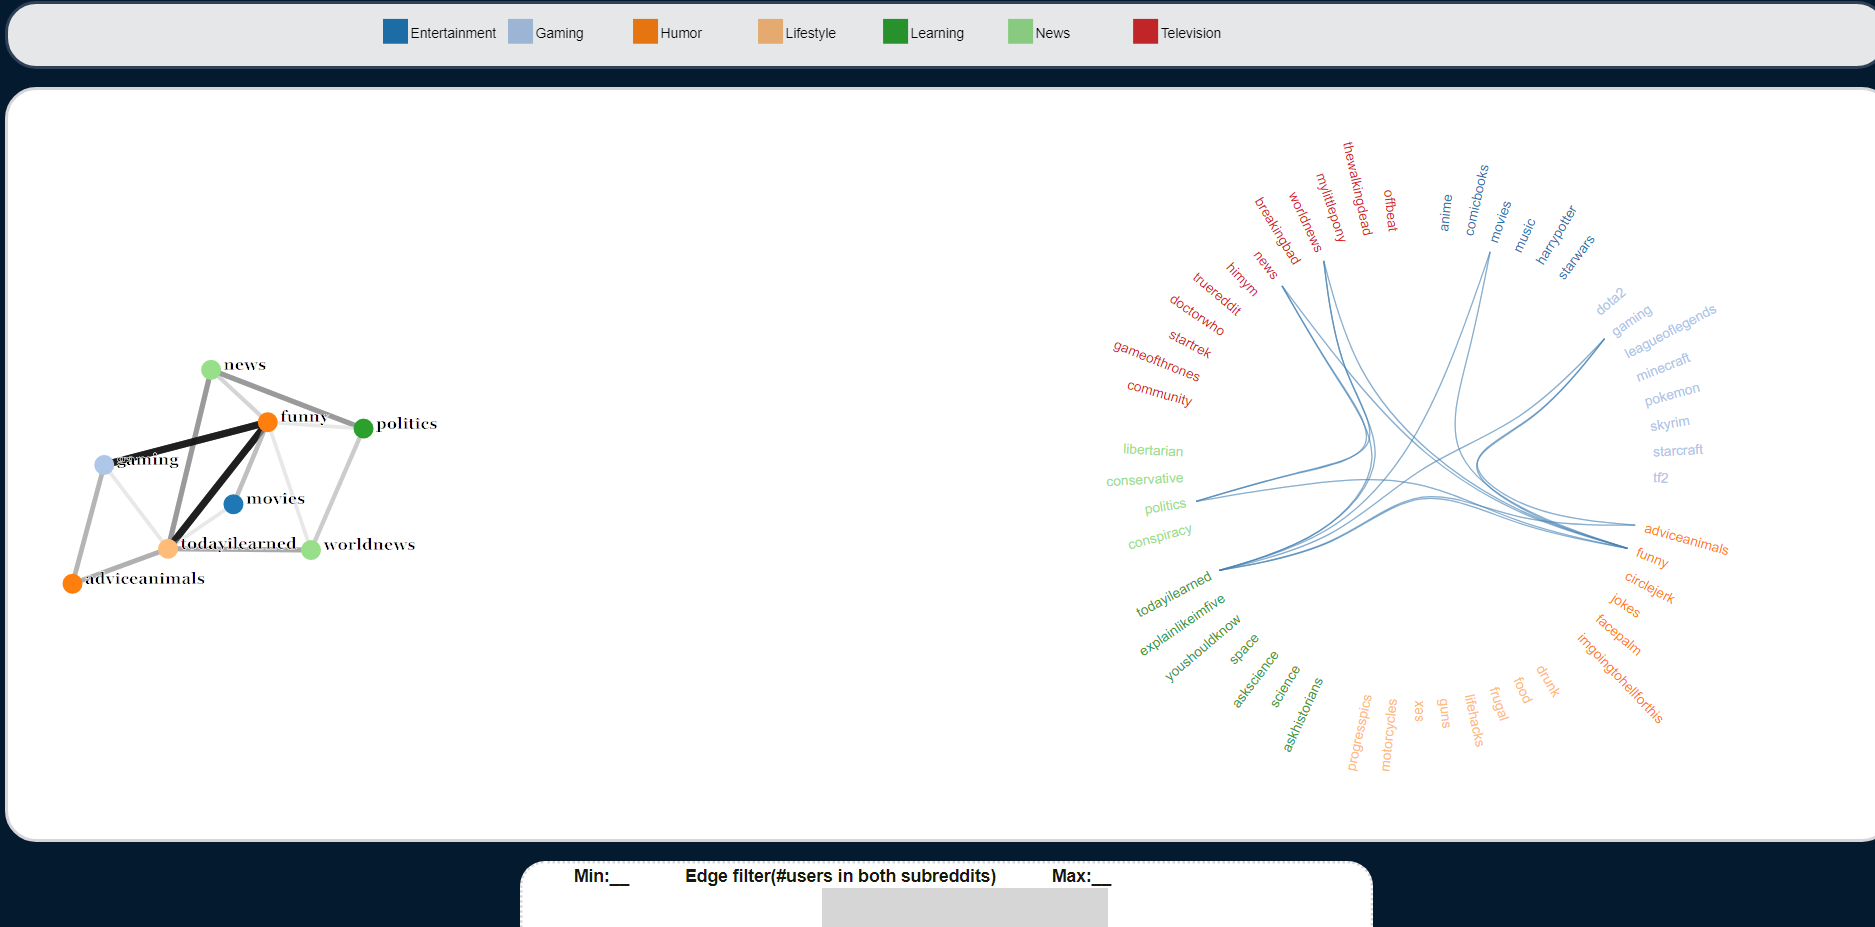 Entertainment Gaming Humor Lifestyle Learning News Television
news
funny
politics
gaming
movies
todayilearned
worldnews
adviceanimals
anime
comicbooks
movies
music
harrypotter
starwars
dota2
gaming
leagueoflegends
minecraft
pokemon
skyrim
starcraft
tf2
adviceanimals
funny
circlejerk
jokes
facepalm
imgoingtohellforthis
drunk
food
frugal
lifehacks
guns
sex
motorcycles
progresspics
askhistorians
science
askscience
space
youshouldknow
explainlikeimfive
todayilearned
conspiracy
politics
conservative
libertarian
community
gameofthrones
startrek
doctorwho
truereddit
himym
news
breakingbad
worldnews
mylittlepony
thewalkingdead
offbeat
Min:__ Edge filter(#users in both subreddits) Max:__